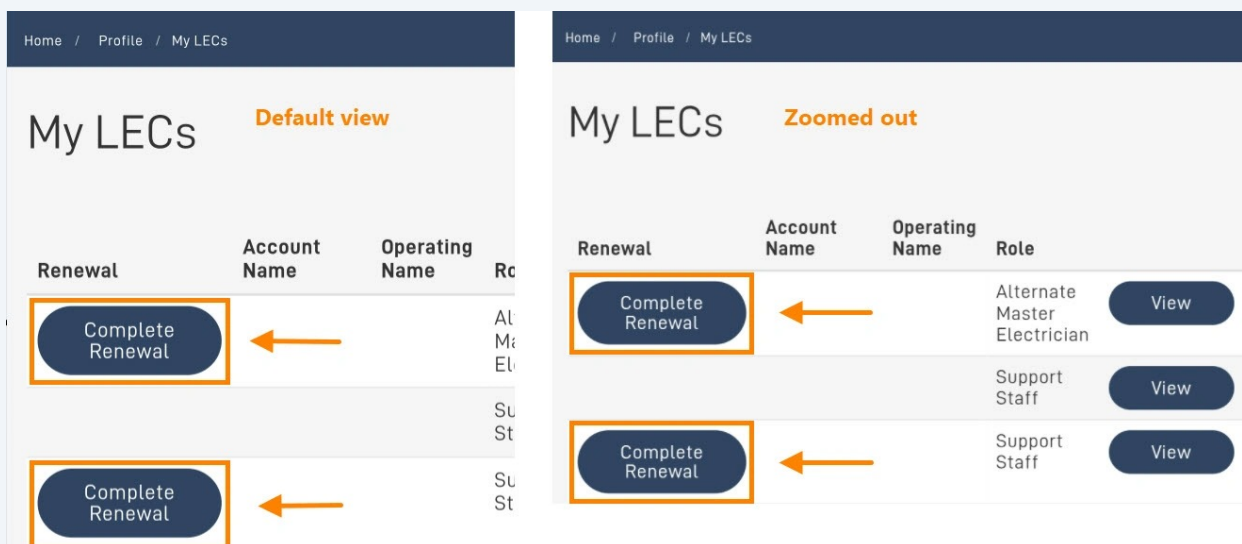 Home / Profile / My LECs
My LECs
Default view
Renewal
Account
Name
Operating
Name
Complete
Renewal
Complete
Renewal
Home / Profile / My LECs
My LECs
Zoomed out
Renewal
Account
Name
Operating
Name
Role
Complete
Renewal
Alternate
Master
Electrician
View
Support
Staff
View
Complete
Renewal
Support
Staff
View